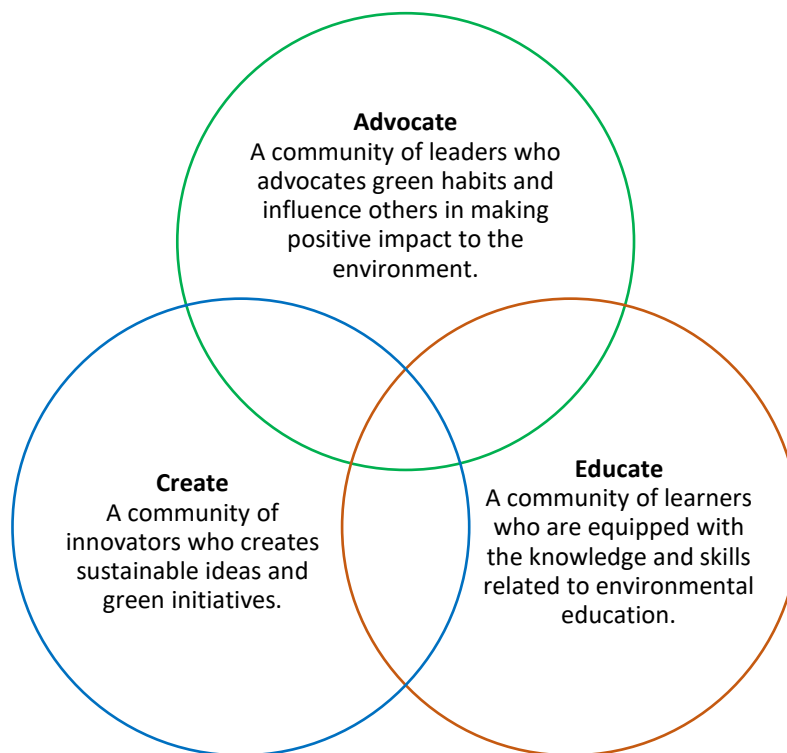 Advocate
A community of leaders who
advocates green habits and
influence others in making
positive impact to the
environment.
Create
A community of
innovators who creates
sustainable ideas and
green initiatives.
Educate
A community of learners
who are equipped with
the knowledge and skills
related to environmental
education.